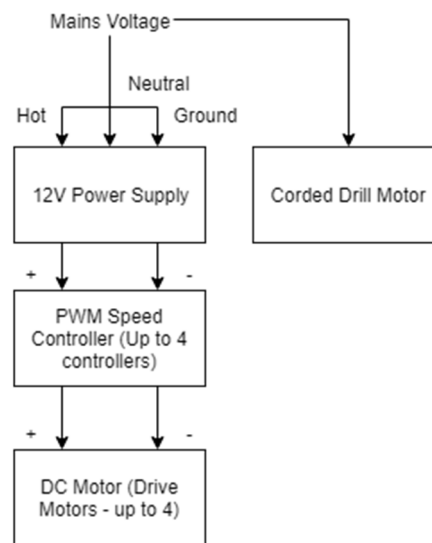 Mains Voltage
Neutral
Hot
Ground
12V Power Supply
Corded Drill Motor
+
-
PWM Speed
Controller (Up to 4
controllers)
+
-
DC Motor (Drive
Motors - up to 4)